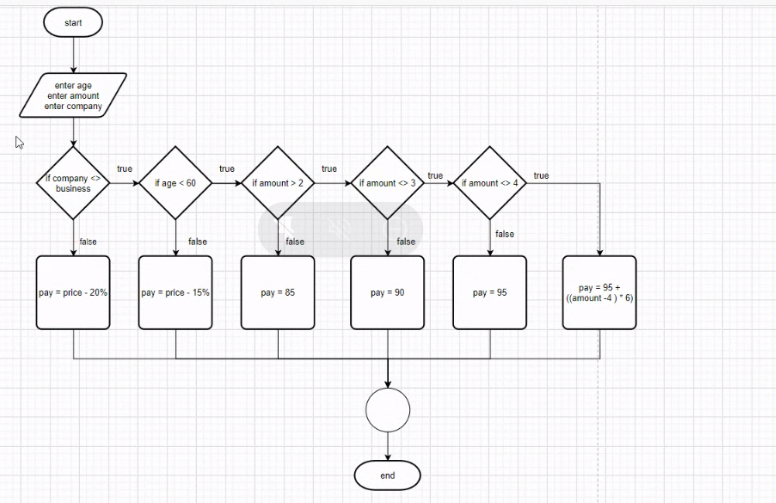 start
enter age
enter amount
enter company
if company <>
business
true
if age < 60
true
if amount > 2
true
if amount <> 3
true
if amount <> 4
true
false
false
false
false
false
pay = price - 20%
pay = price - 15%
pay = 85
pay = 90
pay = 95
pay = 95 +
((amount -4 ) * 6)
end